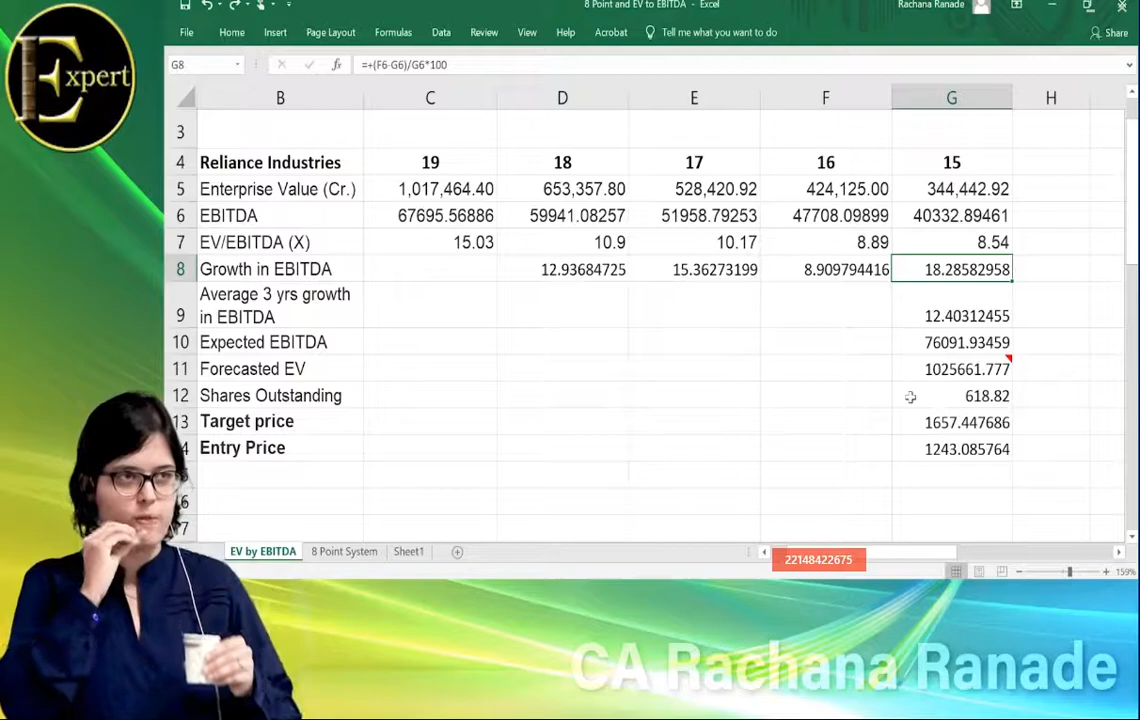 Expert
8 Point and EV to EBITDA - Excel
Rachana Ranade
File Home Insert Page Layout Formulas Data Review View Help Acrobat Tell me what you want to do Share
G8 fx =+(F6-G6)/G6*100
B C D E F G H
3
4 Reliance Industries 19 18 17 16 15
5 Enterprise Value (Cr.) 1,017,464.40 653,357.80 528,420.92 424,125.00 344,442.92
6 EBITDA 67695.56886 59941.08257 51958.79253 47708.09899 40332.89461
7 EV/EBITDA (X) 15.03 10.9 10.17 8.89 8.54
8 Growth in EBITDA 12.93684725 15.36273199 8.909794416 18.28582958
Average 3 yrs growth
9 in EBITDA 12.40312455
10 Expected EBITDA 76091.93459
11 Forecasted EV 1025661.777
12 Shares Outstanding 618.82
13 Target price 1657.447686
4 Entry Price 1243.085764
6
7
EV by EBITDA 8 Point System Sheet1
22148422675
159%
CA Rachana Ranade